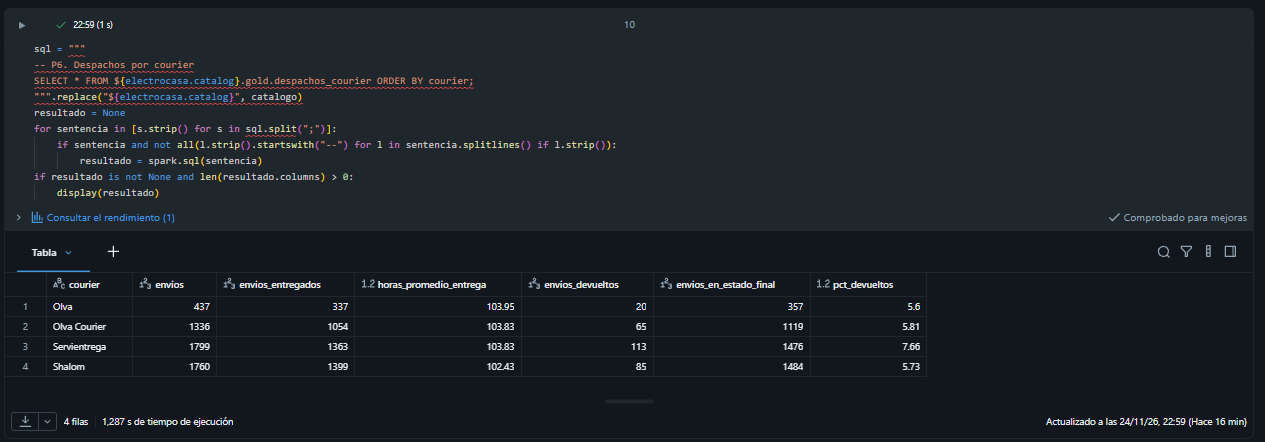 22:59 (1 s)
10
sql = """
-- P6. Despachos por courier
SELECT * FROM ${electrocasa.catalog}.gold.despachos_courier ORDER BY courier;
""".replace("${electrocasa.catalog}", catalogo)
resultado = None
for sentencia in [s.strip() for s in sql.split(";")]:
    if sentencia and not all(l.strip().startswith("--") for l in sentencia.splitlines() if l.strip()):
        resultado = spark.sql(sentencia)
if resultado is not None and len(resultado.columns) > 0:
    display(resultado)
Consultar el rendimiento (1)
Comprobado para mejoras
Tabla
courier envios envios_entregados 1.2 horas_promedio_entrega envios_devueltos envios_en_estado_final 1.2 pct_devueltos
1 Olva 437 337 103.95 20 357 5.6
2 Olva Courier 1336 1054 103.83 65 1119 5.81
3 Servientrega 1799 1363 103.83 113 1476 7.66
4 Shalom 1760 1399 102.43 85 1484 5.73
4 filas 1,287 s de tiempo de ejecución
Actualizado a las 24/11/26, 22:59 (Hace 16 min)